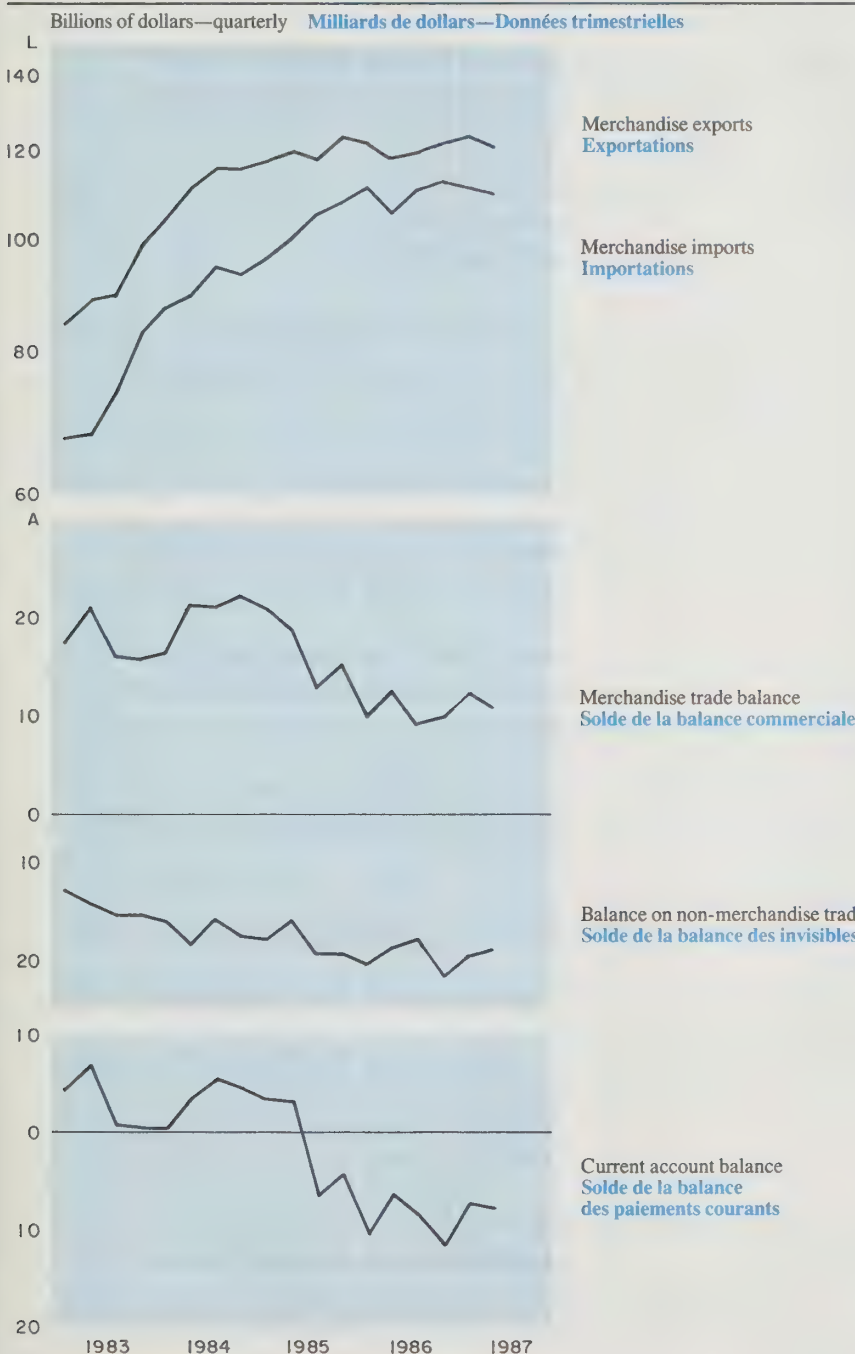 Billions of dollars—quarterly Milliards de dollars—Données trimestrielles
L
140
120
100
80
60
Merchandise exports
Exportations
Merchandise imports
Importations
A
20
10
0
10
20
Merchandise trade balance
Solde de la balance commerciale
Balance on non-merchandise trad
Solde de la balance des invisibles
10
0
10
20
Current account balance
Solde de la balance
des paiements courants
1983 1984 1985 1986 1987